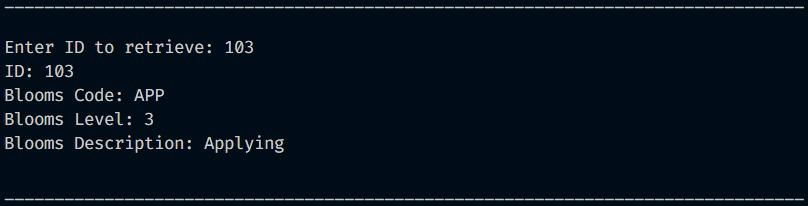 Enter ID to retrieve: 103
ID: 103
Blooms Code: APP
Blooms Level: 3
Blooms Description: Applying